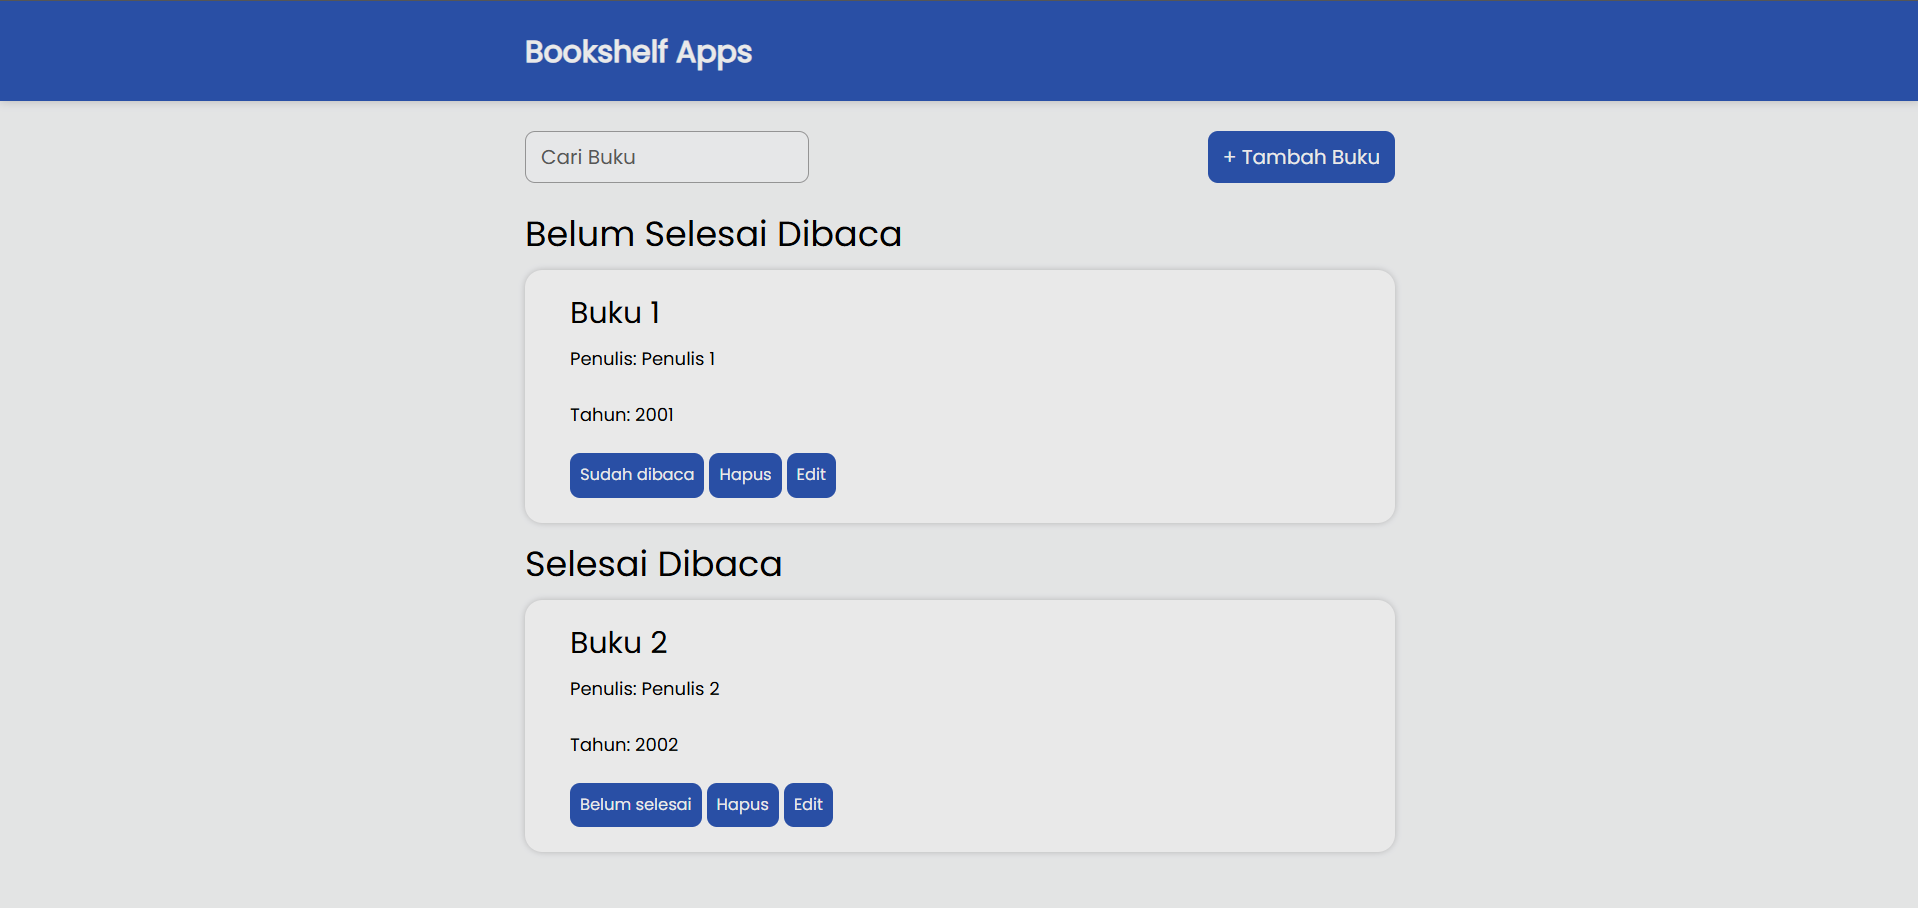 Bookshelf Apps
Cari Buku
+ Tambah Buku
Belum Selesai Dibaca
Buku 1
Penulis: Penulis 1
Tahun: 2001
Sudah dibaca Hapus Edit
Selesai Dibaca
Buku 2
Penulis: Penulis 2
Tahun: 2002
Belum selesai Hapus Edit